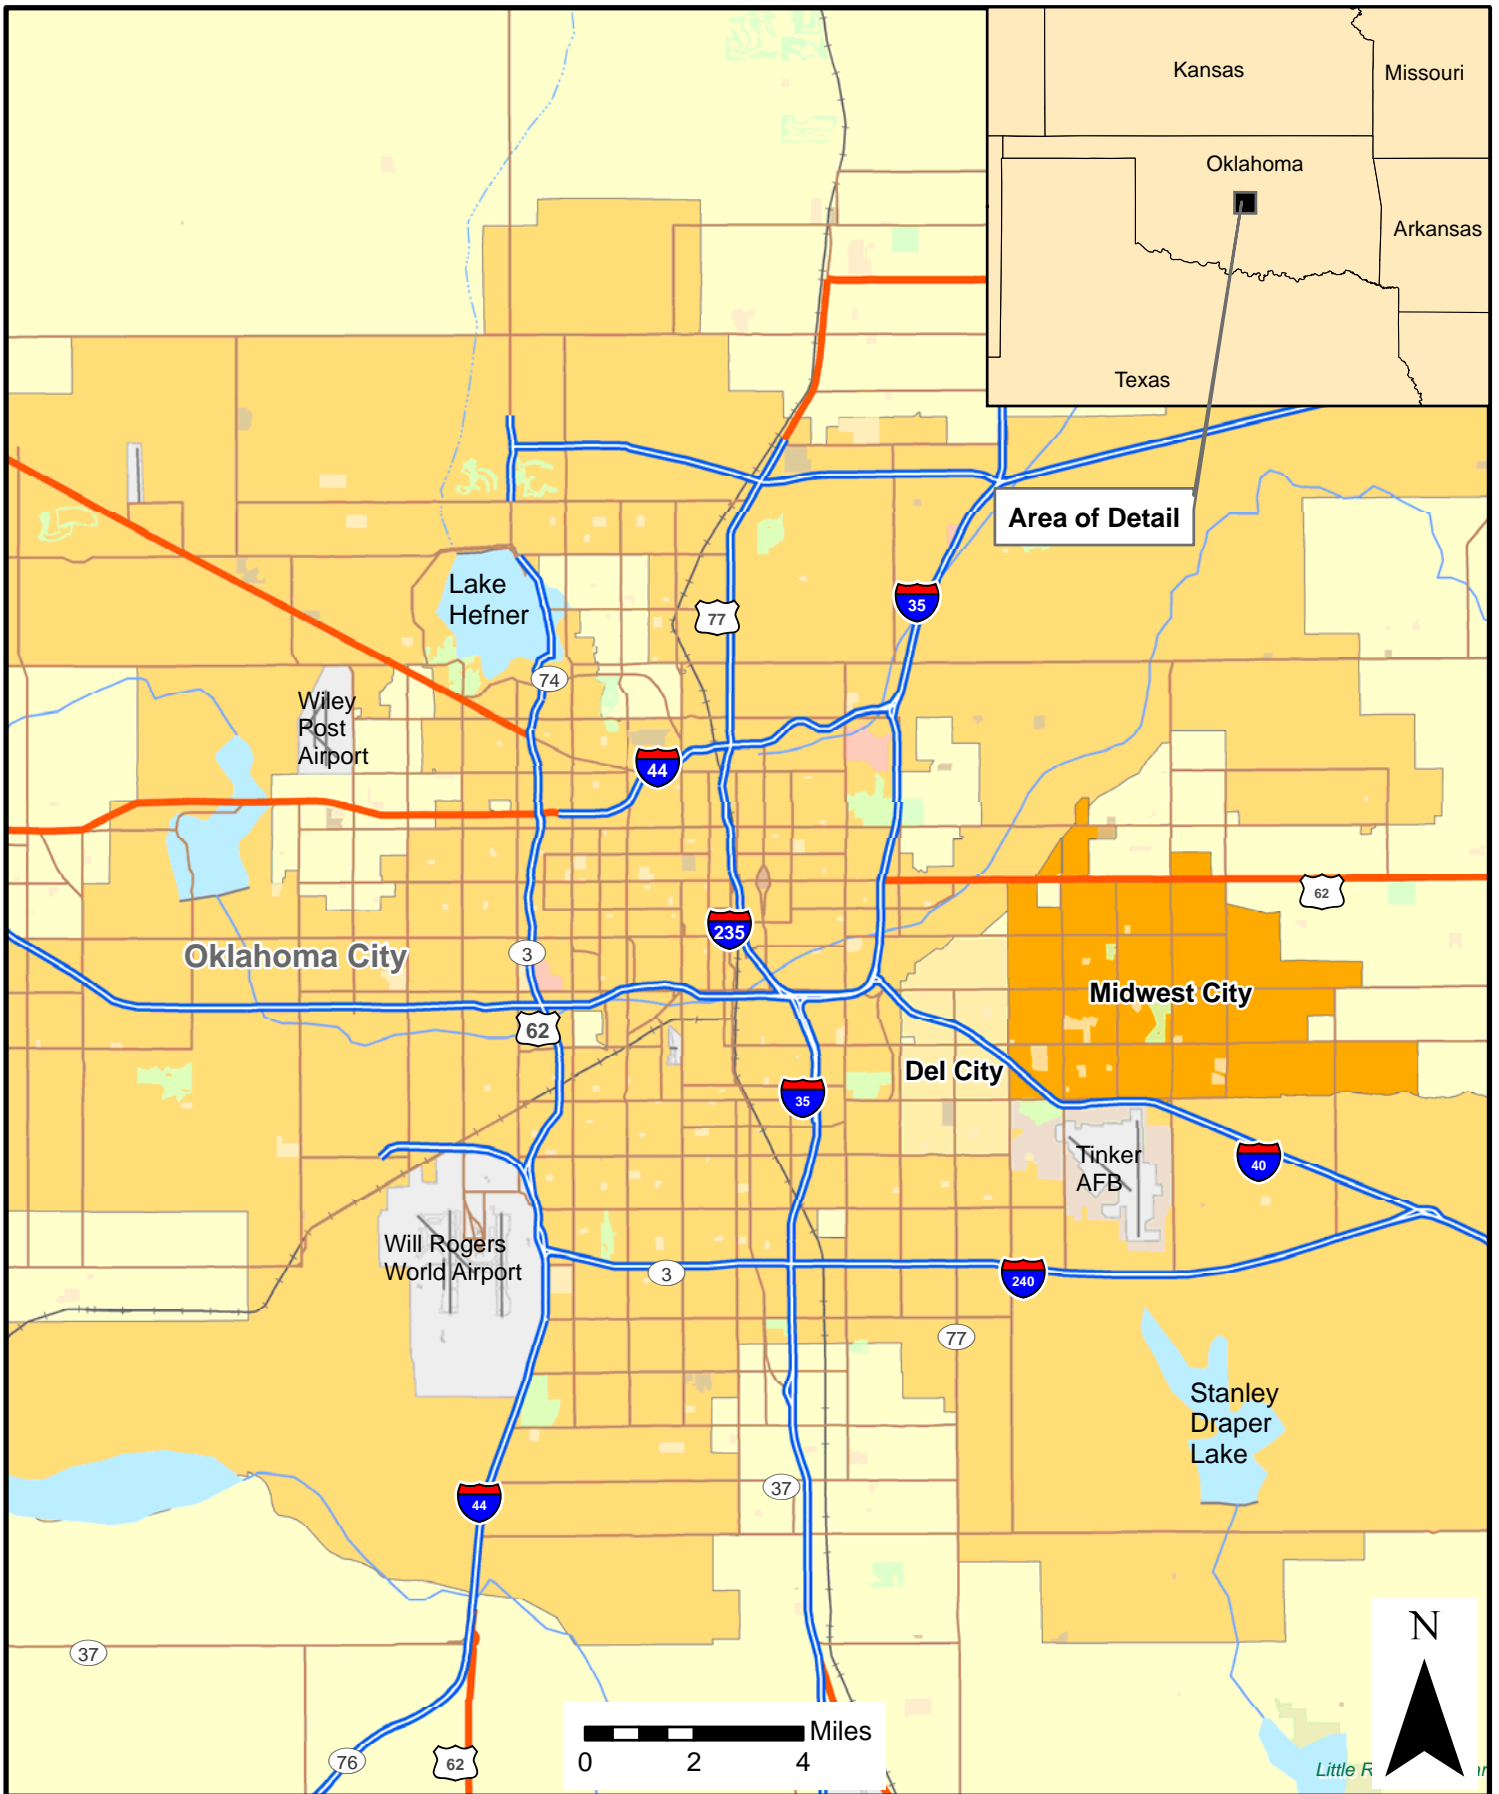 Kansas
Missouri
Oklahoma
Arkansas
Texas
Area of Detail
Lake
Hefner
35
77
74
Wiley
Post
Airport
44
62
235
3
Oklahoma City
Midwest City
62
Del City
35
Tinker
AFB
40
Will Rogers
World Airport
3
240
77
Stanley
Draper
Lake
37
44
N
37
Miles
0 2 4
76
62
Little